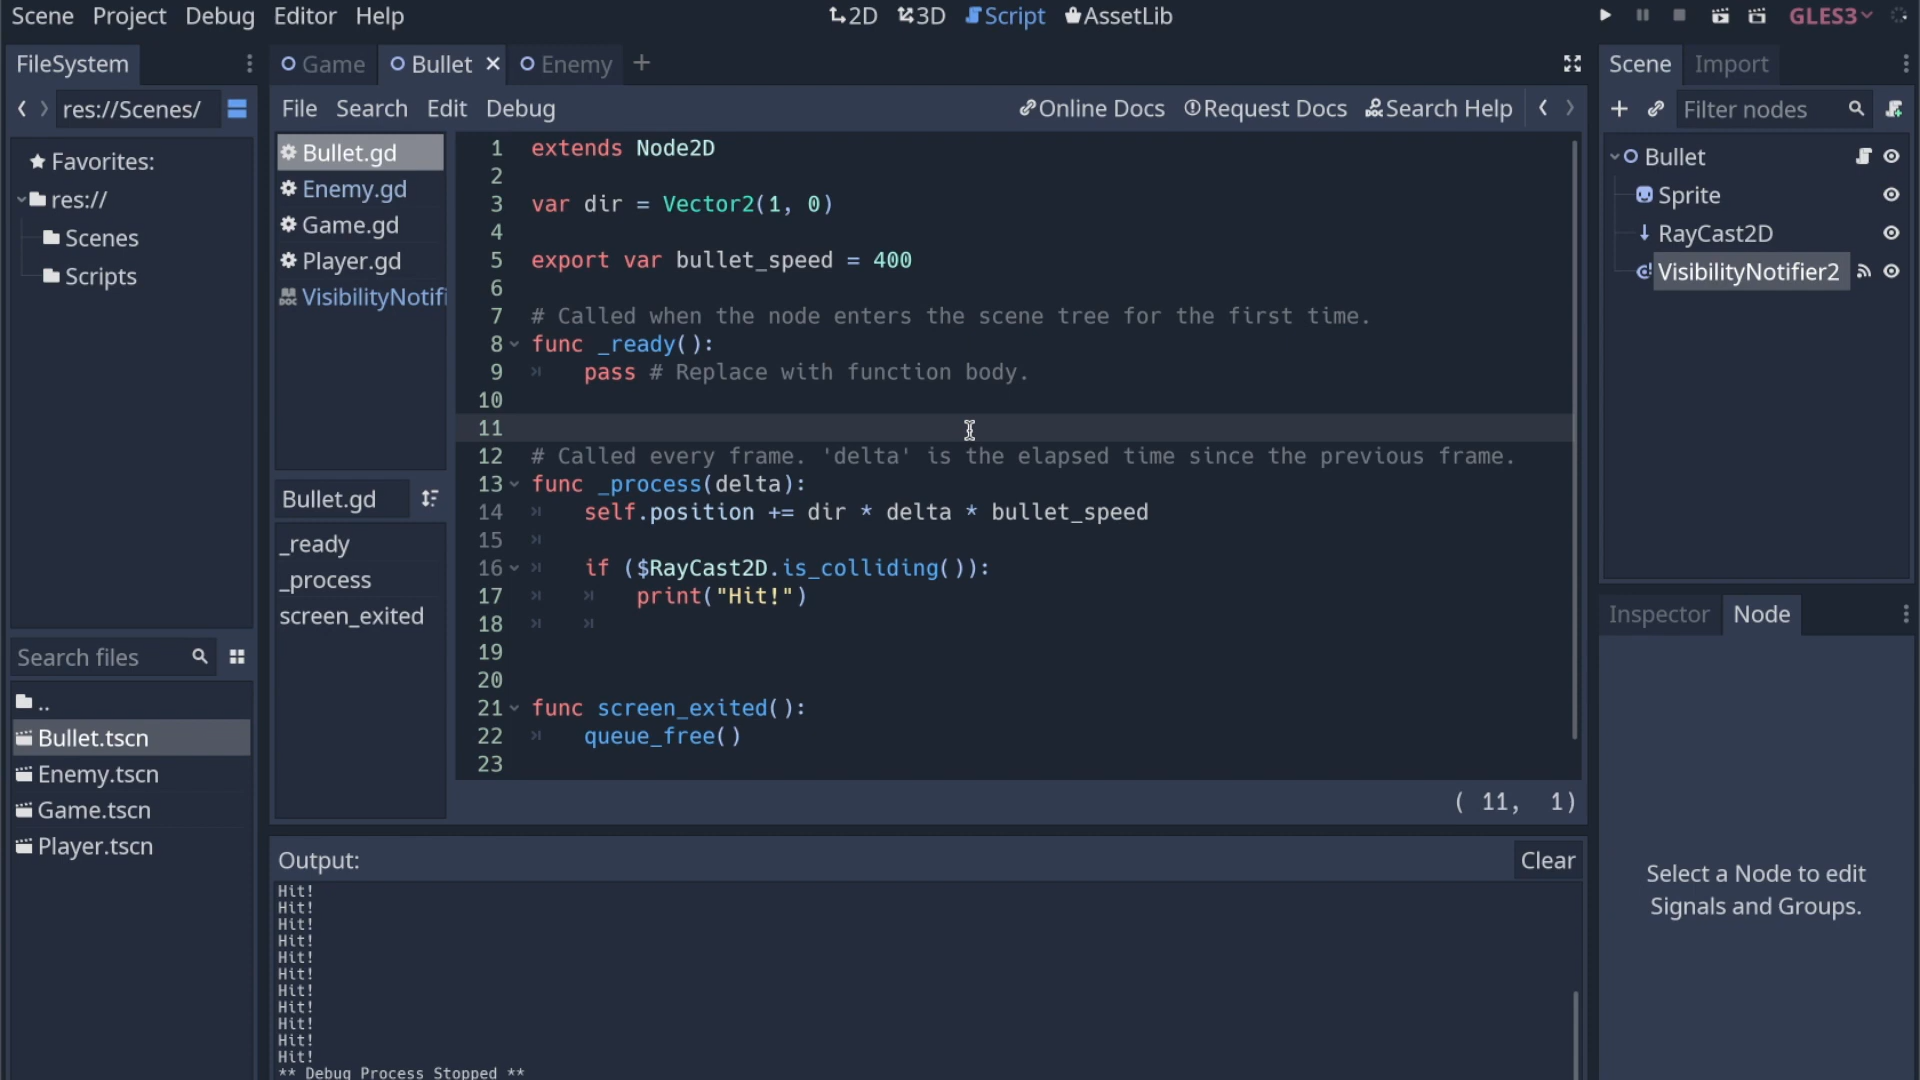 Scene Project Debug Editor Help
2D 3D Script AssetLib
GLES3
FileSystem
res://Scenes/
Favorites:
res://
Scenes
Scripts
Search files
..
Bullet.tscn
Enemy.tscn
Game.tscn
Player.tscn
Game Bullet Enemy
File Search Edit Debug
Online Docs Request Docs Search Help
Bullet.gd
Enemy.gd
Game.gd
Player.gd
VisibilityNotifi
Bullet.gd
_ready
_process
screen_exited
1 extends Node2D
2
3 var dir = Vector2(1, 0)
4
5 export var bullet_speed = 400
6
7 # Called when the node enters the scene tree for the first time.
8 func _ready():
9 pass # Replace with function body.
10
11
12 # Called every frame. 'delta' is the elapsed time since the previous frame.
13 func _process(delta):
14 self.position += dir * delta * bullet_speed
15
16 if ($RayCast2D.is_colliding()):
17 print("Hit!")
18
19
20
21 func screen_exited():
22 queue_free()
23
( 11, 1)
Output:
Clear
Hit!
Hit!
Hit!
Hit!
Hit!
Hit!
Hit!
Hit!
Hit!
Hit!
Hit!
** Debug Process Stopped **
Scene Import
Filter nodes
Bullet
Sprite
RayCast2D
VisibilityNotifier2
Inspector Node
Select a Node to edit
Signals and Groups.